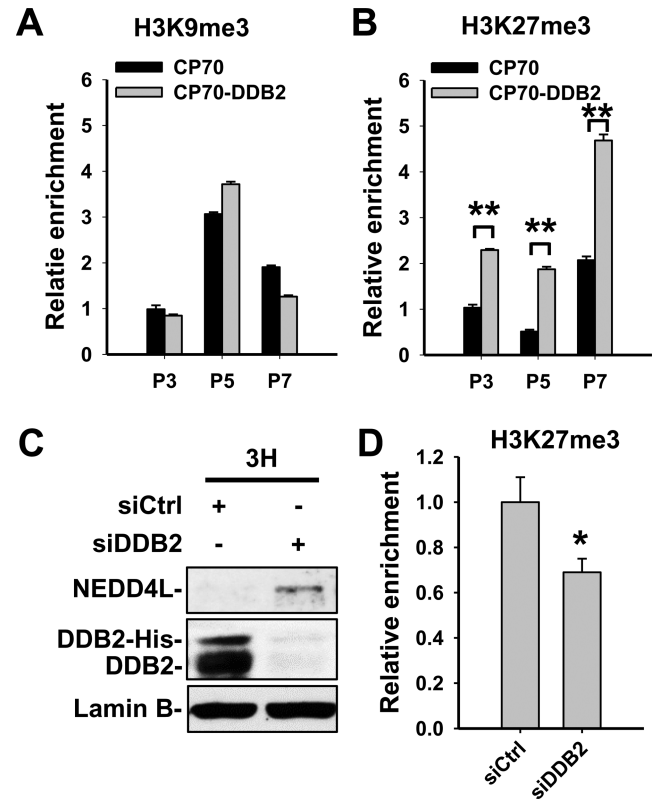 A
H3K9me3
CP70
CP70-DDB2
Relatie enrichment
6
5
4
3
2
1
0
P3 P5 P7
B
H3K27me3
CP70
CP70-DDB2
Relative enrichment
6
5
4
3
2
1
0
**
**
**
P3 P5 P7
C
3H
siCtrl + -
siDDB2 - +
NEDD4L-
DDB2-His-
DDB2-
Lamin B-
D
H3K27me3
Relative enrichment
1.2
1.0
0.8
0.6
0.4
0.2
0.0
*
siCtrl
siDDB2